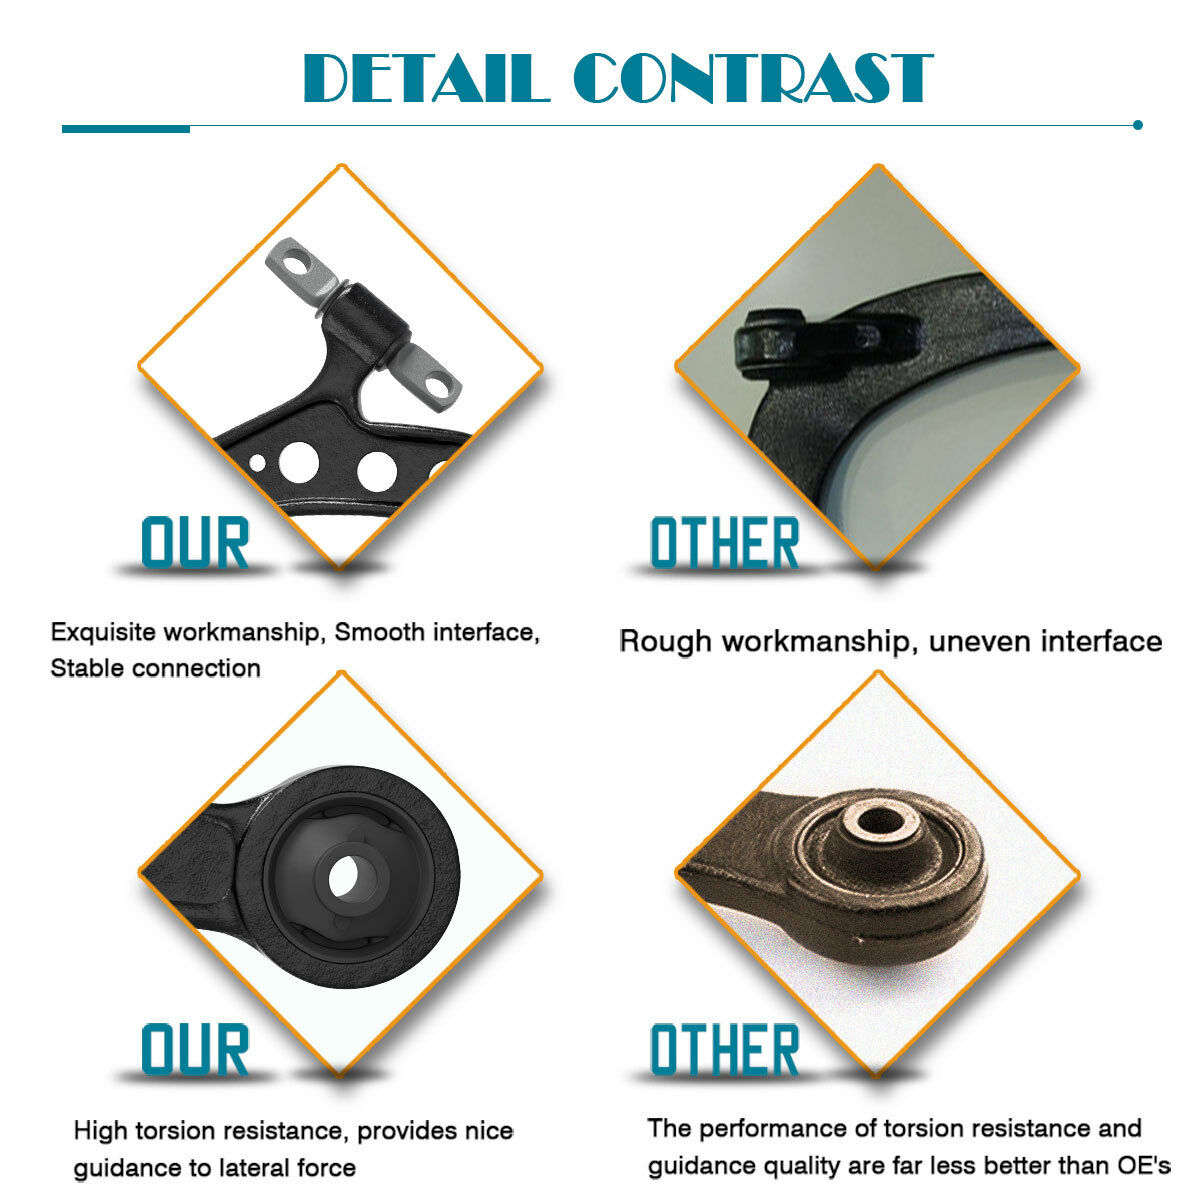 DETAIL CONTRAST
OUR
OTHER
Exquisite workmanship, Smooth interface,
Stable connection
Rough workmanship, uneven interface
OUR
OTHER
High torsion resistance, provides nice
guidance to lateral force
The performance of torsion resistance and
guidance quality are far less better than OE's